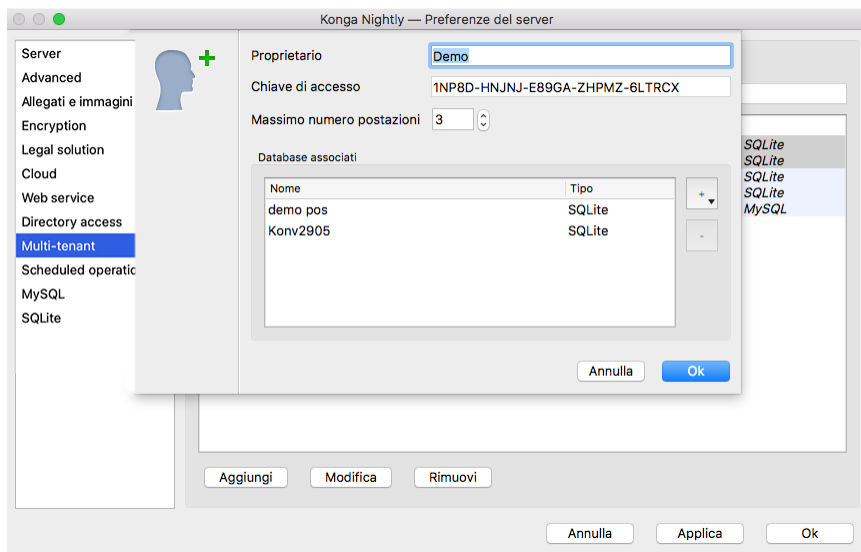 Konga Nightly — Preferenze del server
Server
Advanced
Allegati e immagini
Encryption
Legal solution
Cloud
Web service
Directory access
Multi-tenant
MySQL
SQLite
Proprietario
Demo
Chiave di accesso
1NP8D-HNJNJ-E89GA-ZHPMZ-6LTRCX
Massimo numero postazioni
3
Database associati
Nome Tipo
demo pos SQLite
Konv2905 SQLite
+
-
Annulla Ok
SQLite
SQLite
SQLite
SQLite
MySQL
Aggiungi Modifica Rimuovi
Annulla Applica Ok